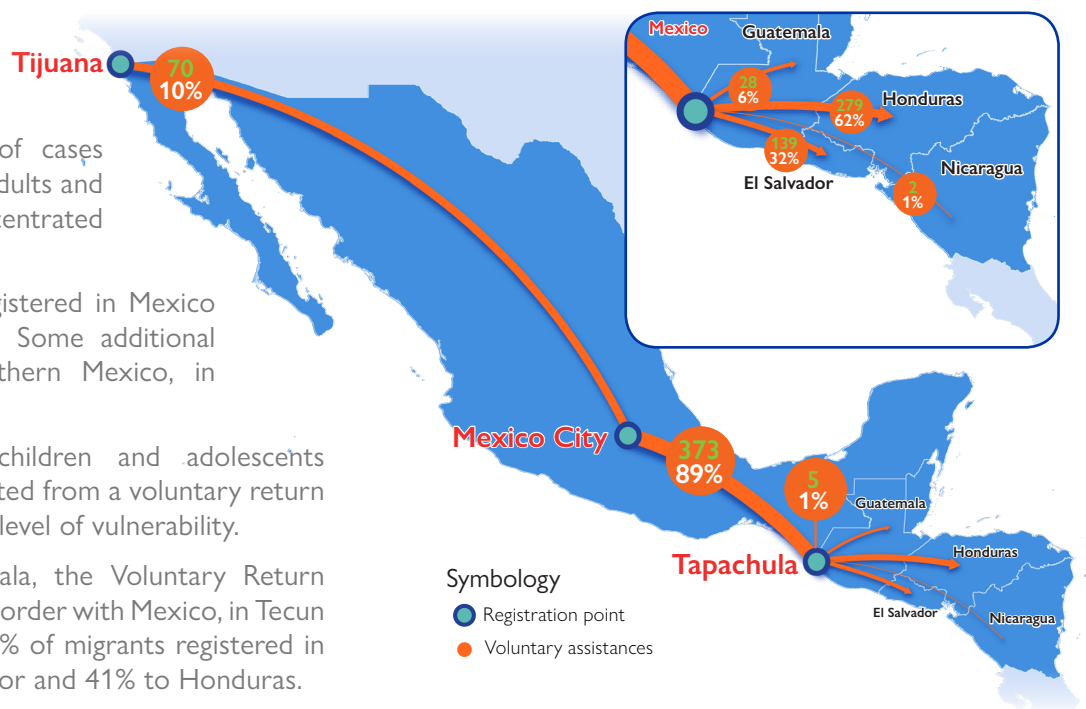 Tijuana
70
10%
of cases
dults and
centrated
gistered in Mexico
Some additional
thern Mexico, in
children and adolescents
ted from a voluntary return
level of vulnerability.
ala, the Voluntary Return
order with Mexico, in Tecun
% of migrants registered in
or and 41% to Honduras.
Mexico
Guatemala
28
6%
279
62%
Honduras
139
32%
El Salvador
Nicaragua
2
1%
Mexico City
373
89%
5
1%
Guatemala
Tapachula
Honduras
El Salvador
Nicaragua
Symbology
Registration point
Voluntary assistances